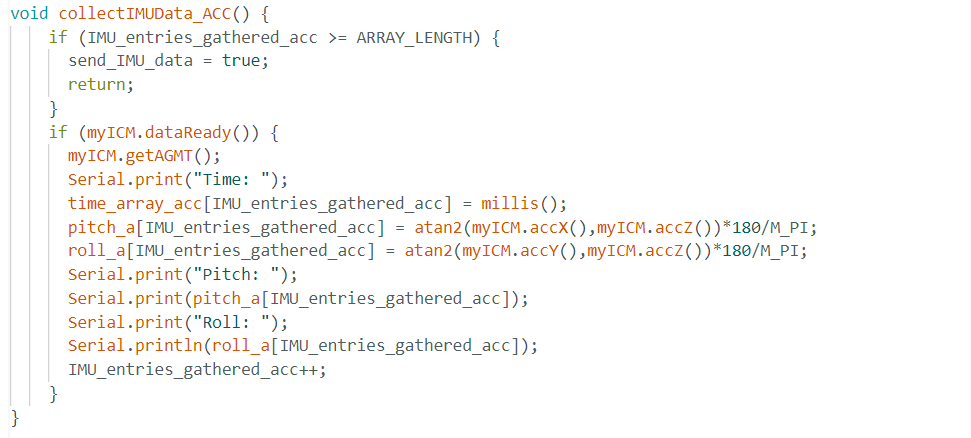 void collectIMUData_ACC() {
    if (IMU_entries_gathered_acc >= ARRAY_LENGTH) {
      send_IMU_data = true;
      return;
    }
    if (myICM.dataReady()) {
      myICM.getAGMT();
      Serial.print("Time: ");
      time_array_acc[IMU_entries_gathered_acc] = millis();
      pitch_a[IMU_entries_gathered_acc] = atan2(myICM.accX(),myICM.accZ())*180/M_PI;
      roll_a[IMU_entries_gathered_acc] = atan2(myICM.accY(),myICM.accZ())*180/M_PI;
      Serial.print("Pitch: ");
      Serial.print(pitch_a[IMU_entries_gathered_acc]);
      Serial.print("Roll: ");
      Serial.println(roll_a[IMU_entries_gathered_acc]);
      IMU_entries_gathered_acc++;
    }
}